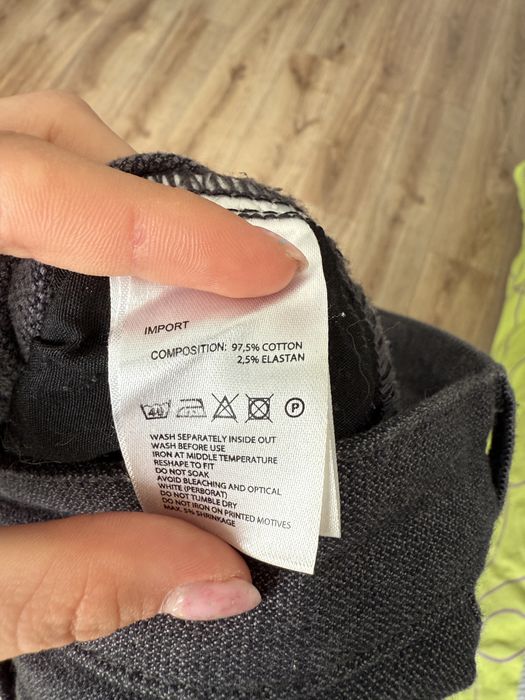 IMPORT
COMPOSITION: 97,5% COTTON
2,5% ELASTAN
40 P
WASH SEPARATELY INSIDE OUT
WASH BEFORE USE
IRON AT MIDDLE TEMPERATURE
RESHAPE TO FIT
DO NOT SOAK
AVOID BLEACHING AND OPTICAL
WHITE (PERBORAT)
DO NOT TUMBLE DRY
DO NOT IRON ON PRINTED MOTIVES
MAX. 5% SHRINKAGE